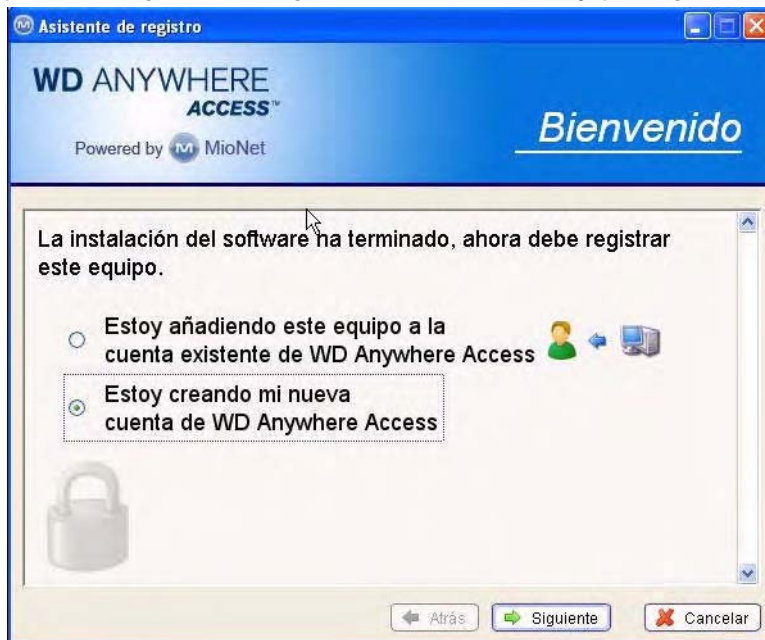 Asistente de registro
WD ANYWHERE
ACCESS™
Powered by M MioNet
Bienvenido
La instalación del software ha terminado, ahora debe registrar
este equipo.
Estoy añadiendo este equipo a la
cuenta existente de WD Anywhere Access
Estoy creando mi nueva
cuenta de WD Anywhere Access
Atrás
Siguiente
Cancelar